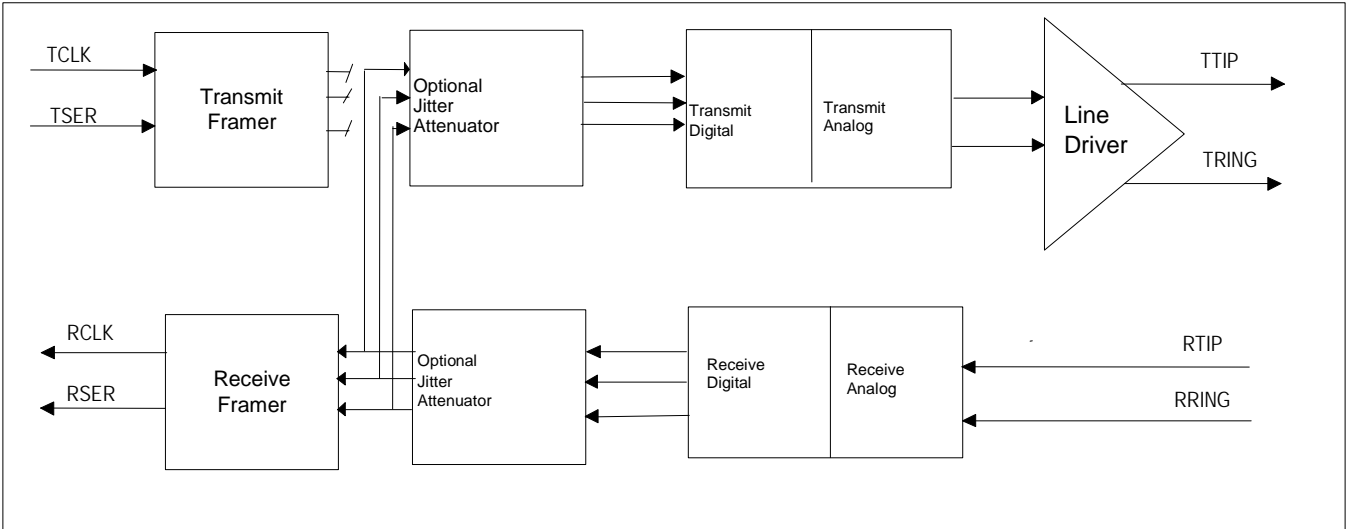 TCLK
TSER
Transmit
Framer
Optional
Jitter
Attenuator
Transmit
Digital
Transmit
Analog
Line
Driver
TTIP
TRING
RCLK
RSER
Receive
Framer
Optional
Jitter
Attenuator
Receive
Digital
Receive
Analog
RTIP
RRING